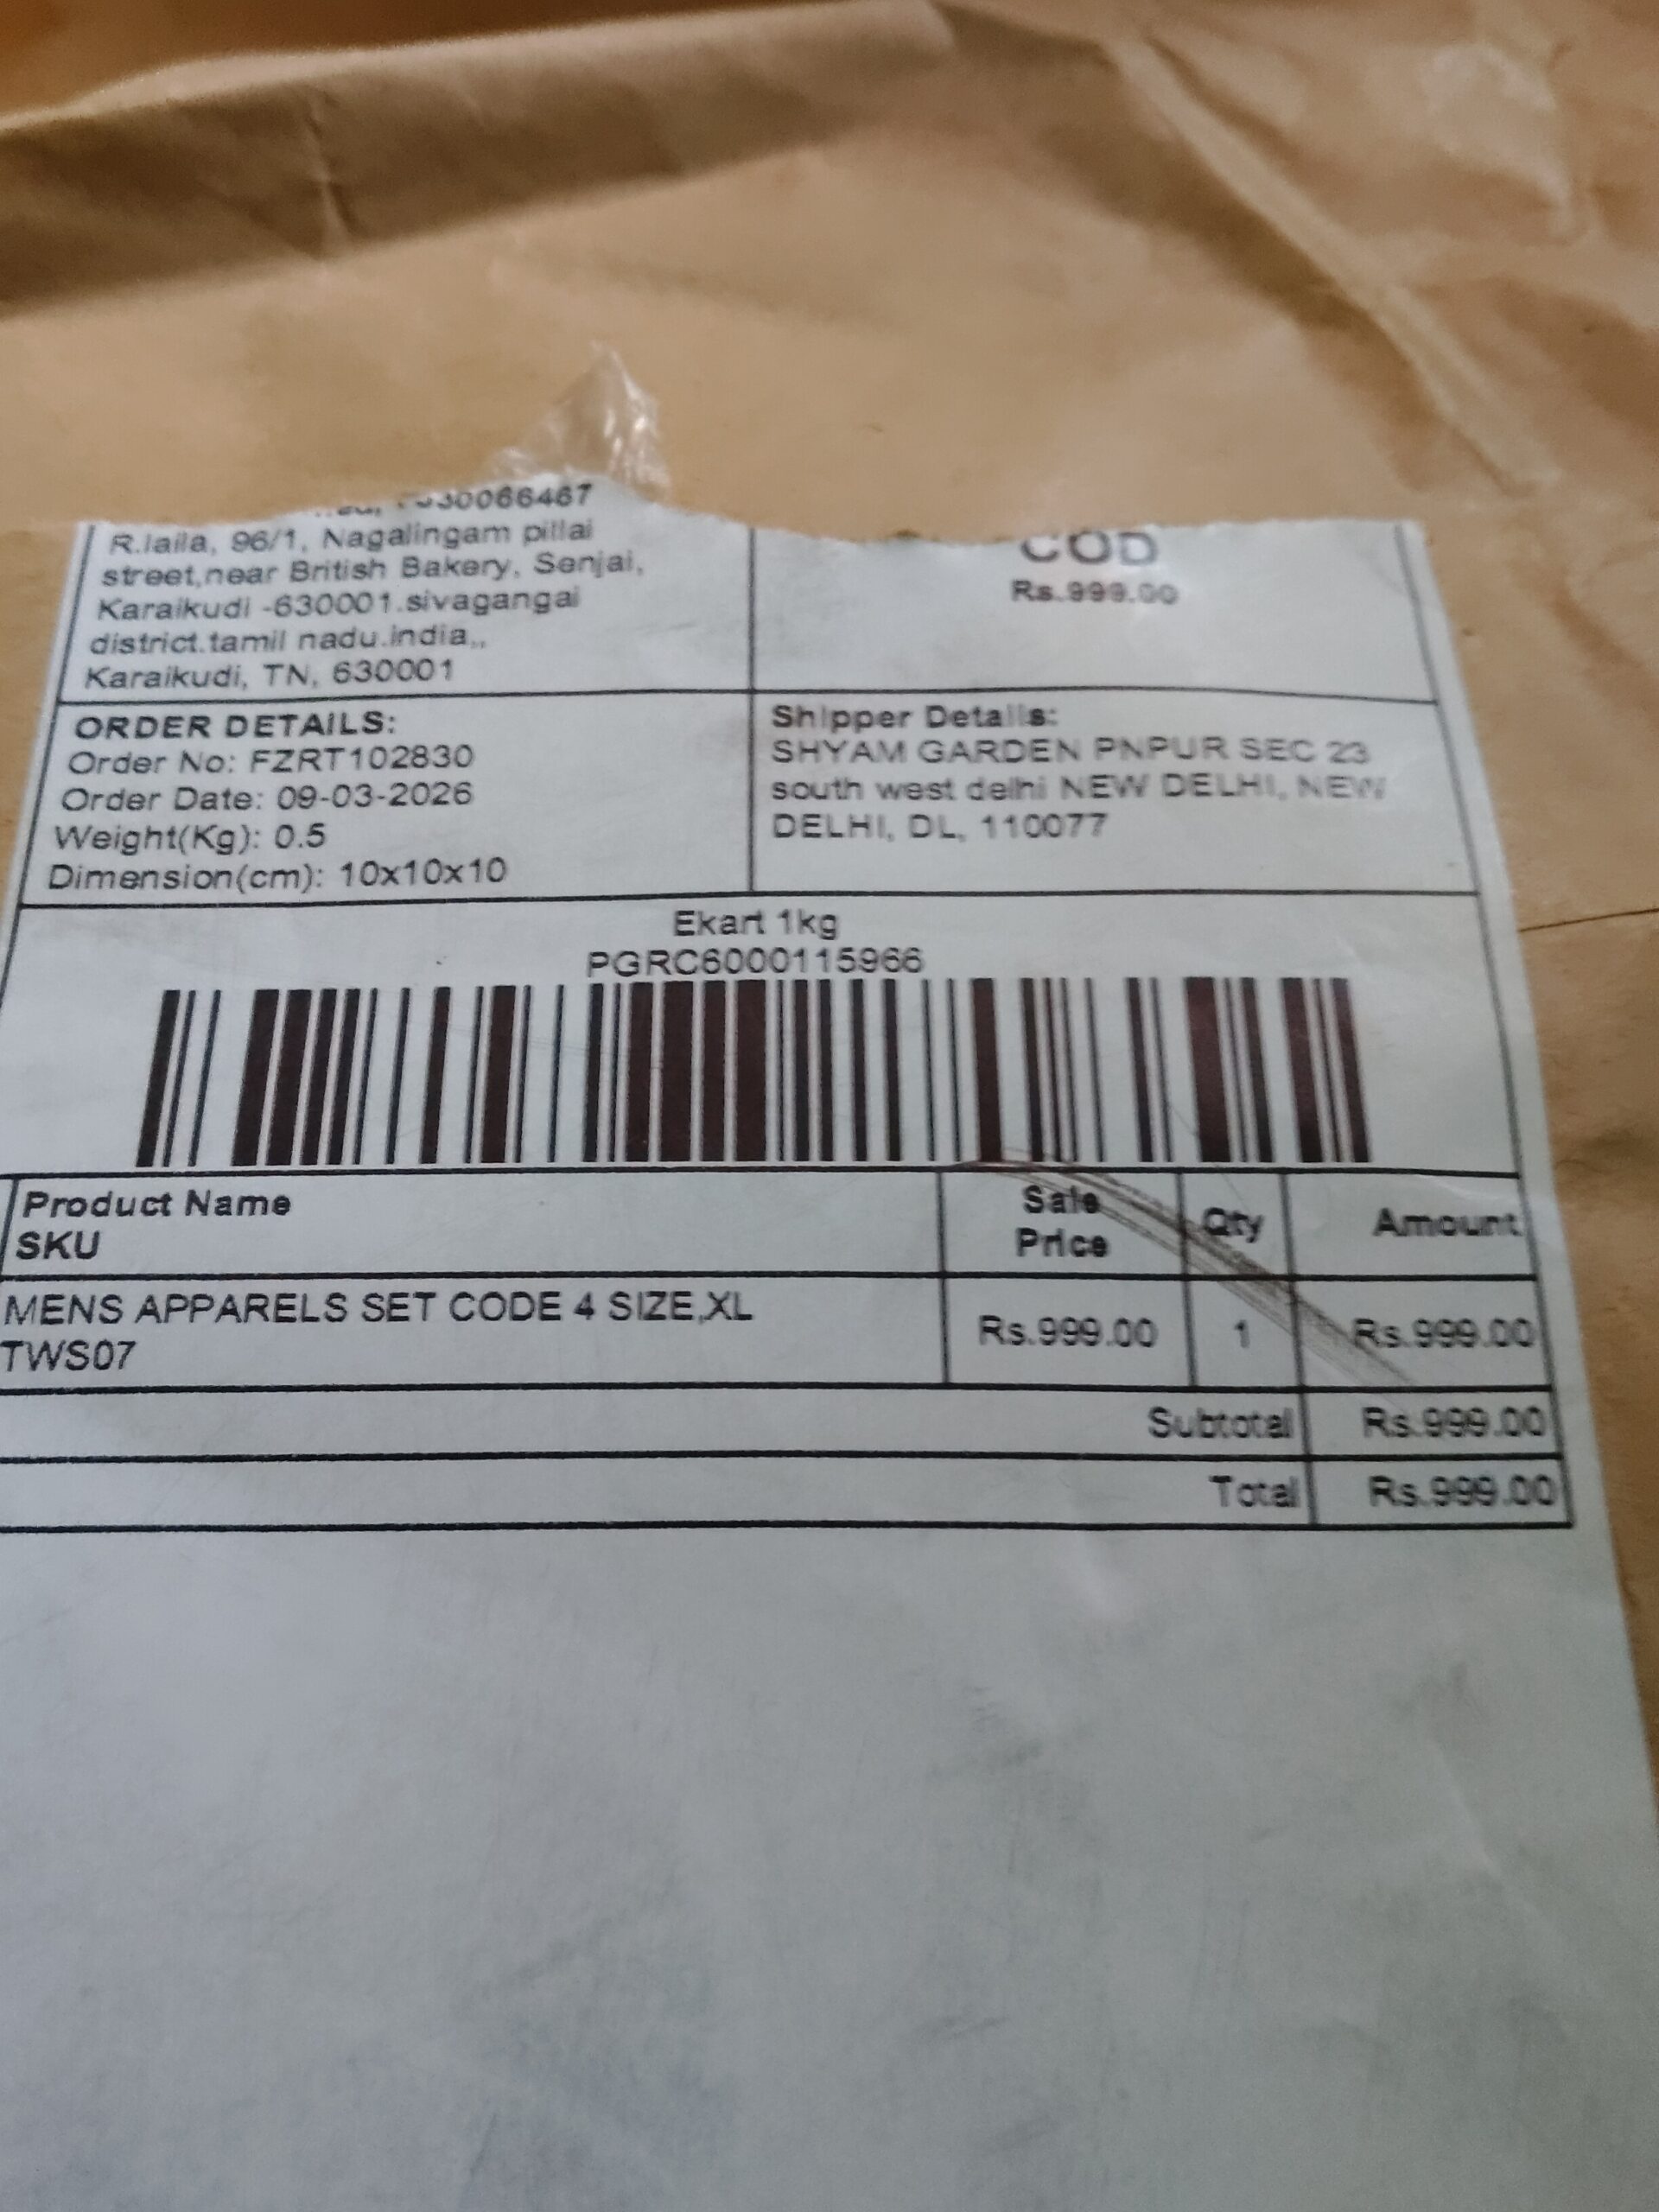 R.laila, 96/1, Nagalingam pillai
street,near British Bakery, Senjai,
Karaikudi -630001.sivagangai
district.tamil nadu.india,,
Karaikudi, TN, 630001
COD
Rs.999.00
ORDER DETAILS:
Order No: FZRT102830
Order Date: 09-03-2026
Weight(Kg): 0.5
Dimension(cm): 10x10x10
Shipper Details:
SHYAM GARDEN PNPUR SEC 23
south west delhi NEW DELHI, NEW
DELHI, DL, 110077
Ekart 1kg
PGRC6000115966
Product Name
SKU
Sale
Price
Qty
Amount
MENS APPARELS SET CODE 4 SIZE,XL
TWS07
Rs.999.00
1
Rs.999.00
Subtotal
Rs.999.00
Total
Rs.999.00